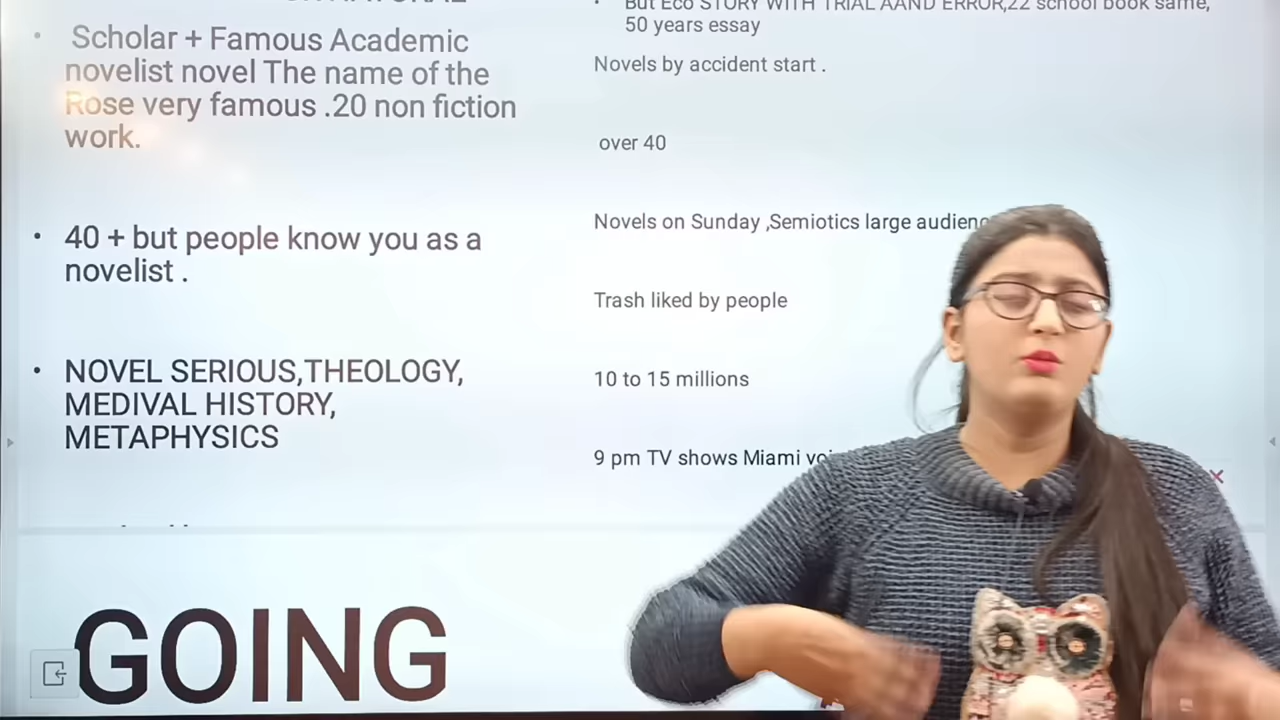 Scholar + Famous Academic
novelist novel The name of the
Rose very famous .20 non fiction
work.
40 + but people know you as a
novelist .
NOVEL SERIOUS,THEOLOGY,
MEDIVAL HISTORY,
METAPHYSICS
But Eco STORY WITH TRIAL AAND ERROR,22 school book same,
50 years essay
Novels by accident start .
over 40
Novels on Sunday ,Semiotics large
Trash liked by people
10 to 15 millions
9 pm TV shows Miami
GOING